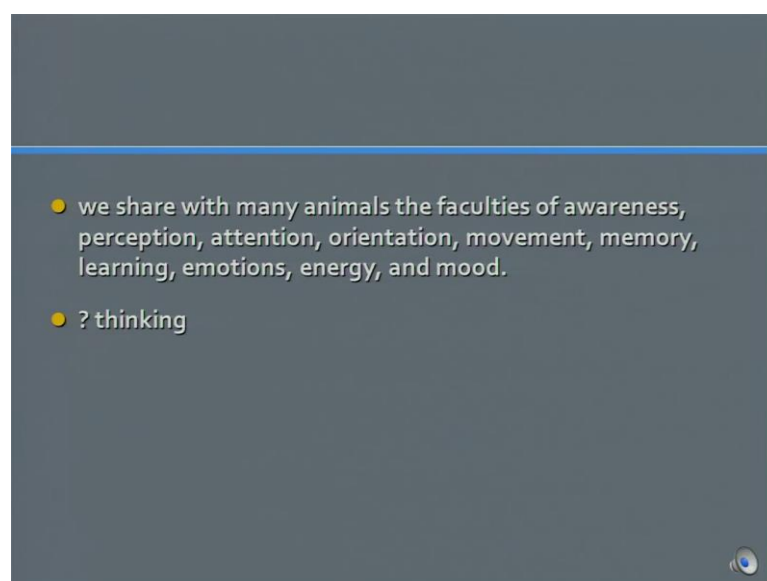 we share with many animals the faculties of awareness,
perception, attention, orientation, movement, memory,
learning, emotions, energy, and mood.
? thinking